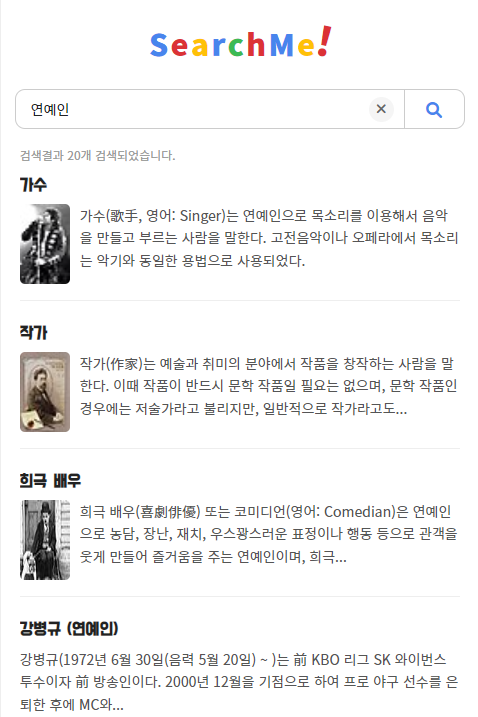 SearchMe!
연예인
검색결과 20개 검색되었습니다.
가수
가수(歌手, 영어: Singer)는 연예인으로 목소리를 이용해서 음악
을 만들고 부르는 사람을 말한다. 고전음악이나 오페라에서 목소리
는 악기와 동일한 용법으로 사용되었다.
작가
작가(作家)는 예술과 취미의 분야에서 작품을 창작하는 사람을 말
한다. 이때 작품이 반드시 문학 작품일 필요는 없으며, 문학 작품인
경우에는 저술가라고 불리지만, 일반적으로 작가라고도...
희극 배우
희극 배우(喜劇俳優) 또는 코미디언(영어: Comedian)은 연예인
으로 농담, 장난, 재치, 우스꽝스러운 표정이나 행동 등으로 관객을
웃게 만들어 즐거움을 주는 연예인이며, 희극...
강병규 (연예인)
강병규(1972년 6월 30일(음력 5월 20일) ~ )는 前 KBO 리그 SK 와이번스
투수이자 前 방송인이다. 2000년 12월을 기점으로 하여 프로 야구 선수를 은
퇴한 후에 MC와...